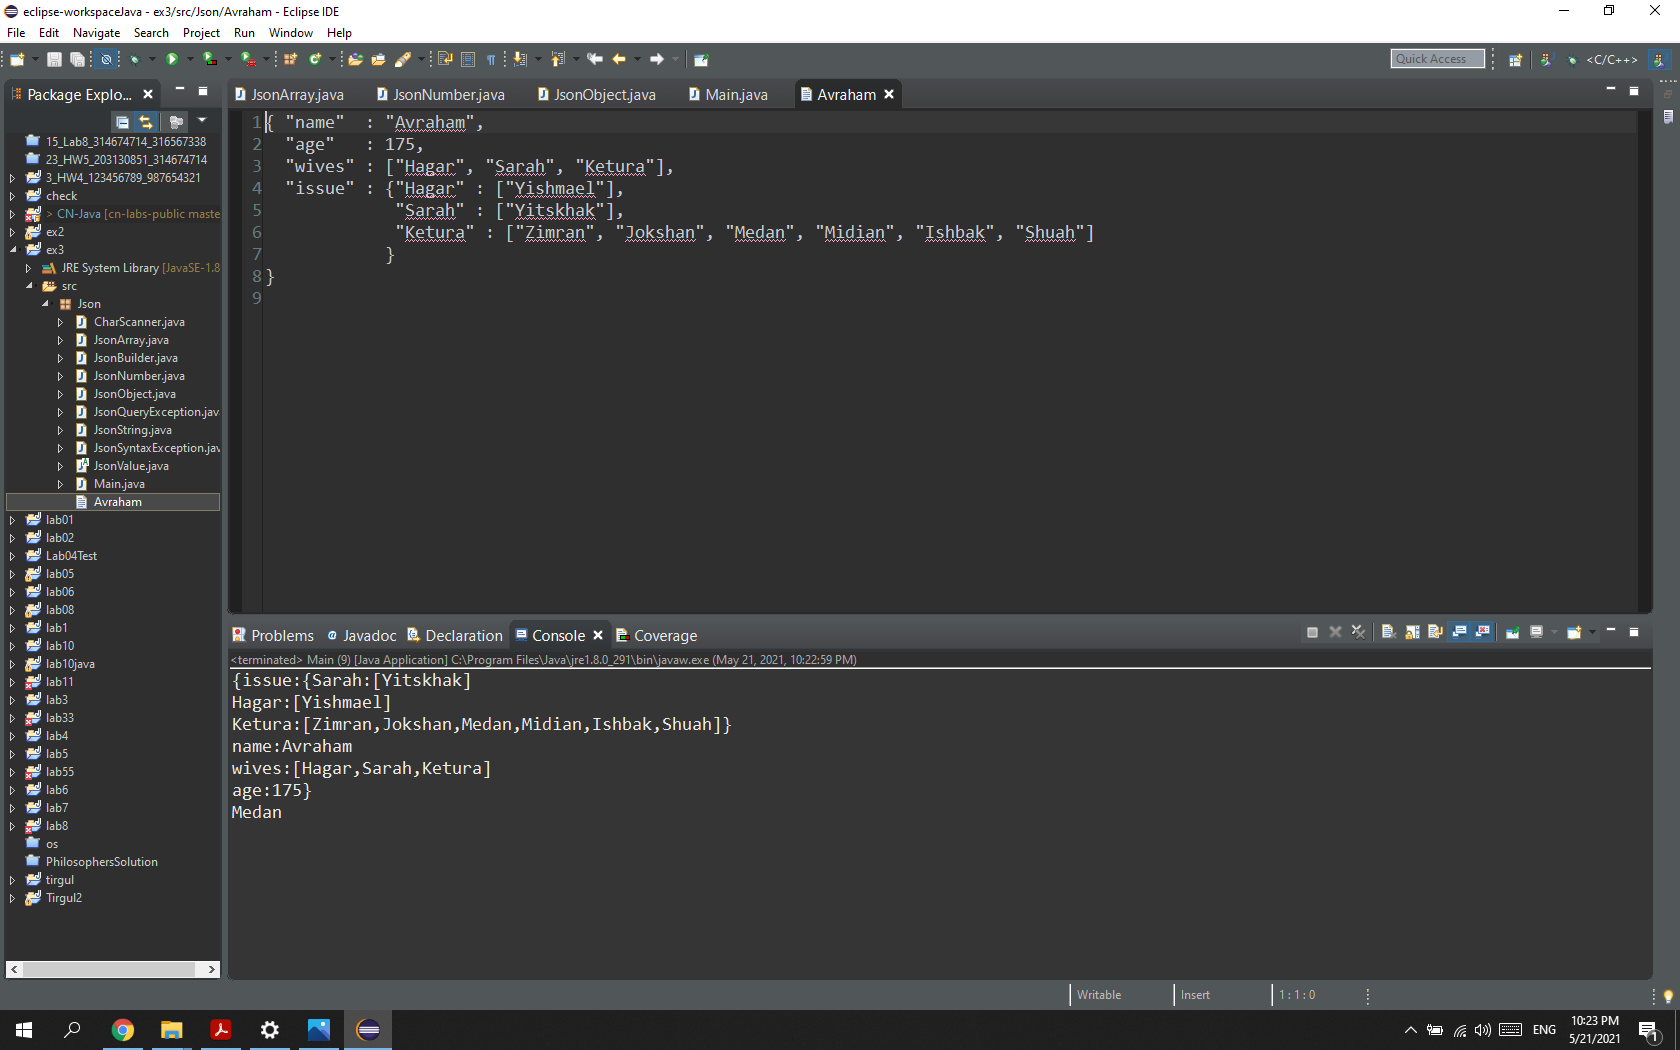 eclipse-workspaceJava - ex3/src/Json/Avraham - Eclipse IDE
File Edit Navigate Search Project Run Window Help
Quick Access
<C/C++>
Package Explo...
15_Lab8_314674714_316567338
23_HW5_203130851_314674714
3_HW4_123456789_987654321
check
> CN-Java [cn-labs-public maste
ex2
ex3
JRE System Library [JavaSE-1.8
src
Json
CharScanner.java
JsonArray.java
JsonBuilder.java
JsonNumber.java
JsonObject.java
JsonQueryException.jav
JsonString.java
JsonSyntaxException.jav
JsonValue.java
Main.java
Avraham
lab01
lab02
Lab04Test
lab05
lab06
lab08
lab1
lab10
lab10java
lab11
lab3
lab33
lab4
lab5
lab55
lab6
lab7
lab8
os
PhilosophersSolution
tirgul
Tirgul2
JsonArray.java JsonNumber.java JsonObject.java Main.java Avraham
1 { "name"  : "Avraham",
2   "age"   : 175,
3   "wives" : ["Hagar", "Sarah", "Ketura"],
4   "issue" : {"Hagar" : ["Yishmael"],
5              "Sarah" : ["Yitskhak"],
6              "Ketura" : ["Zimran", "Jokshan", "Medan", "Midian", "Ishbak", "Shuah"]
7             }
8 }
9
Problems Javadoc Declaration Console Coverage
<terminated> Main (9) [Java Application] C:\Program Files\Java\jre1.8.0_291\bin\javaw.exe (May 21, 2021, 10:22:59 PM)
{issue:{Sarah:[Yitskhak]
Hagar:[Yishmael]
Ketura:[Zimran,Jokshan,Medan,Midian,Ishbak,Shuah]}
name:Avraham
wives:[Hagar,Sarah,Ketura]
age:175}
Medan
Writable Insert 1 : 1 : 0
ENG
10:23 PM
5/21/2021
1